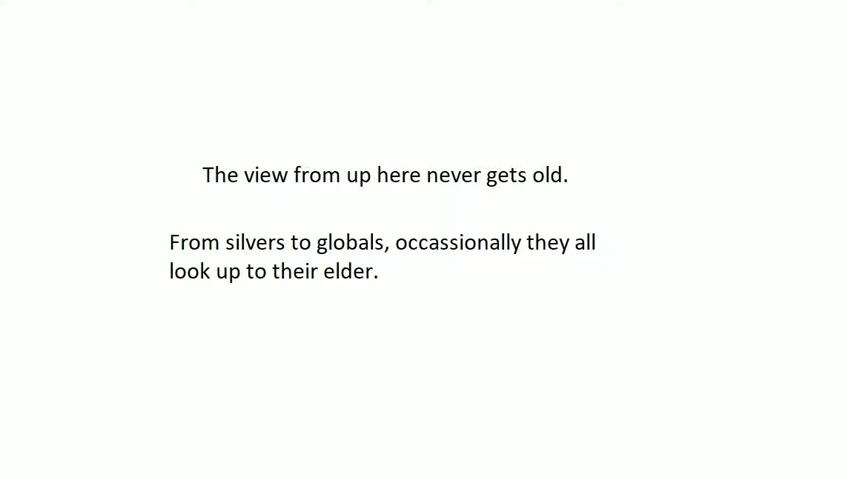 The view from up here never gets old.
From silvers to globals, occassionally they all
look up to their elder.